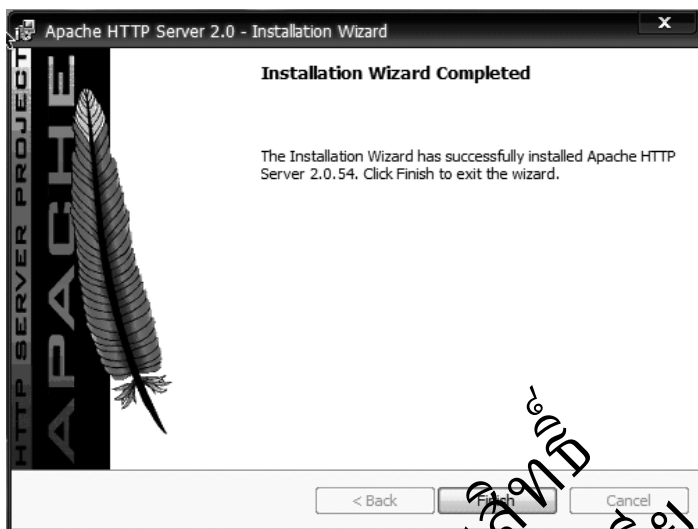 Apache HTTP Server 2.0 - Installation Wizard
x
HTTP SERVER PROJECT
APACHE
Installation Wizard Completed
The Installation Wizard has successfully installed Apache HTTP
Server 2.0.54. Click Finish to exit the wizard.
< Back
Finish
Cancel